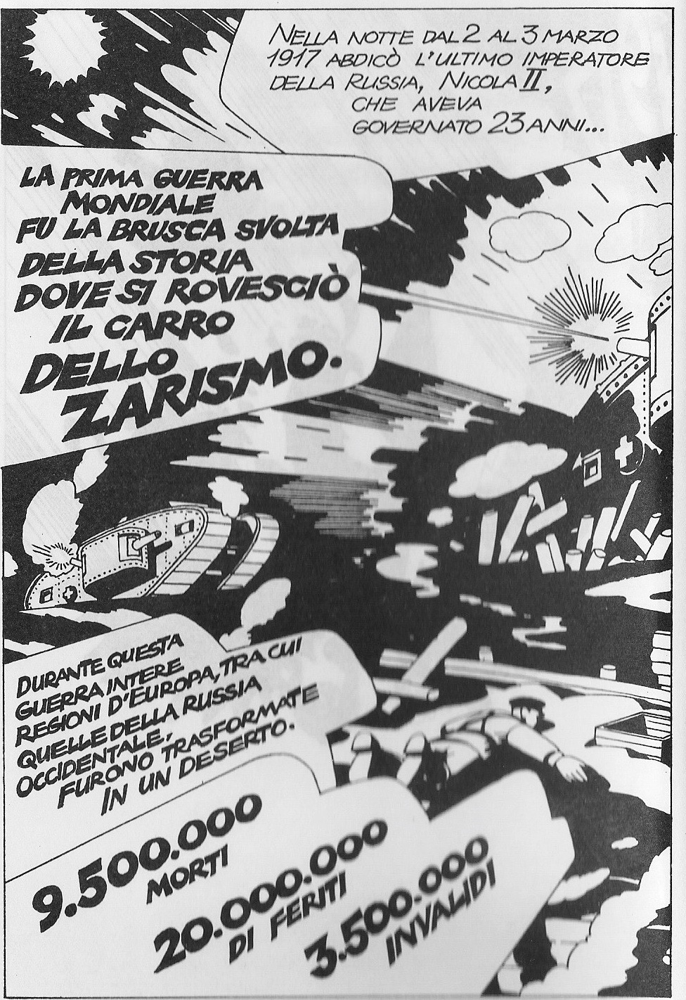 NELLA NOTTE DAL 2 AL 3 MARZO
1917 ABDICÒ L'ULTIMO IMPERATORE
DELLA RUSSIA, NICOLA II,
CHE AVEVA
GOVERNATO 23 ANNI...
LA PRIMA GUERRA
MONDIALE
FU LA BRUSCA SVOLTA
DELLA STORIA
DOVE SI ROVESCIÒ
IL CARRO
DELLO
ZARISMO.
DURANTE QUESTA
GUERRA INTERE
REGIONI D'EUROPA, TRA CUI
QUELLE DELLA RUSSIA
OCCIDENTALE,
FURONO TRASFORMATE
IN UN DESERTO.
9.500.000
MORTI
20.000.000
DI FERITI
3.500.000
INVALIDI